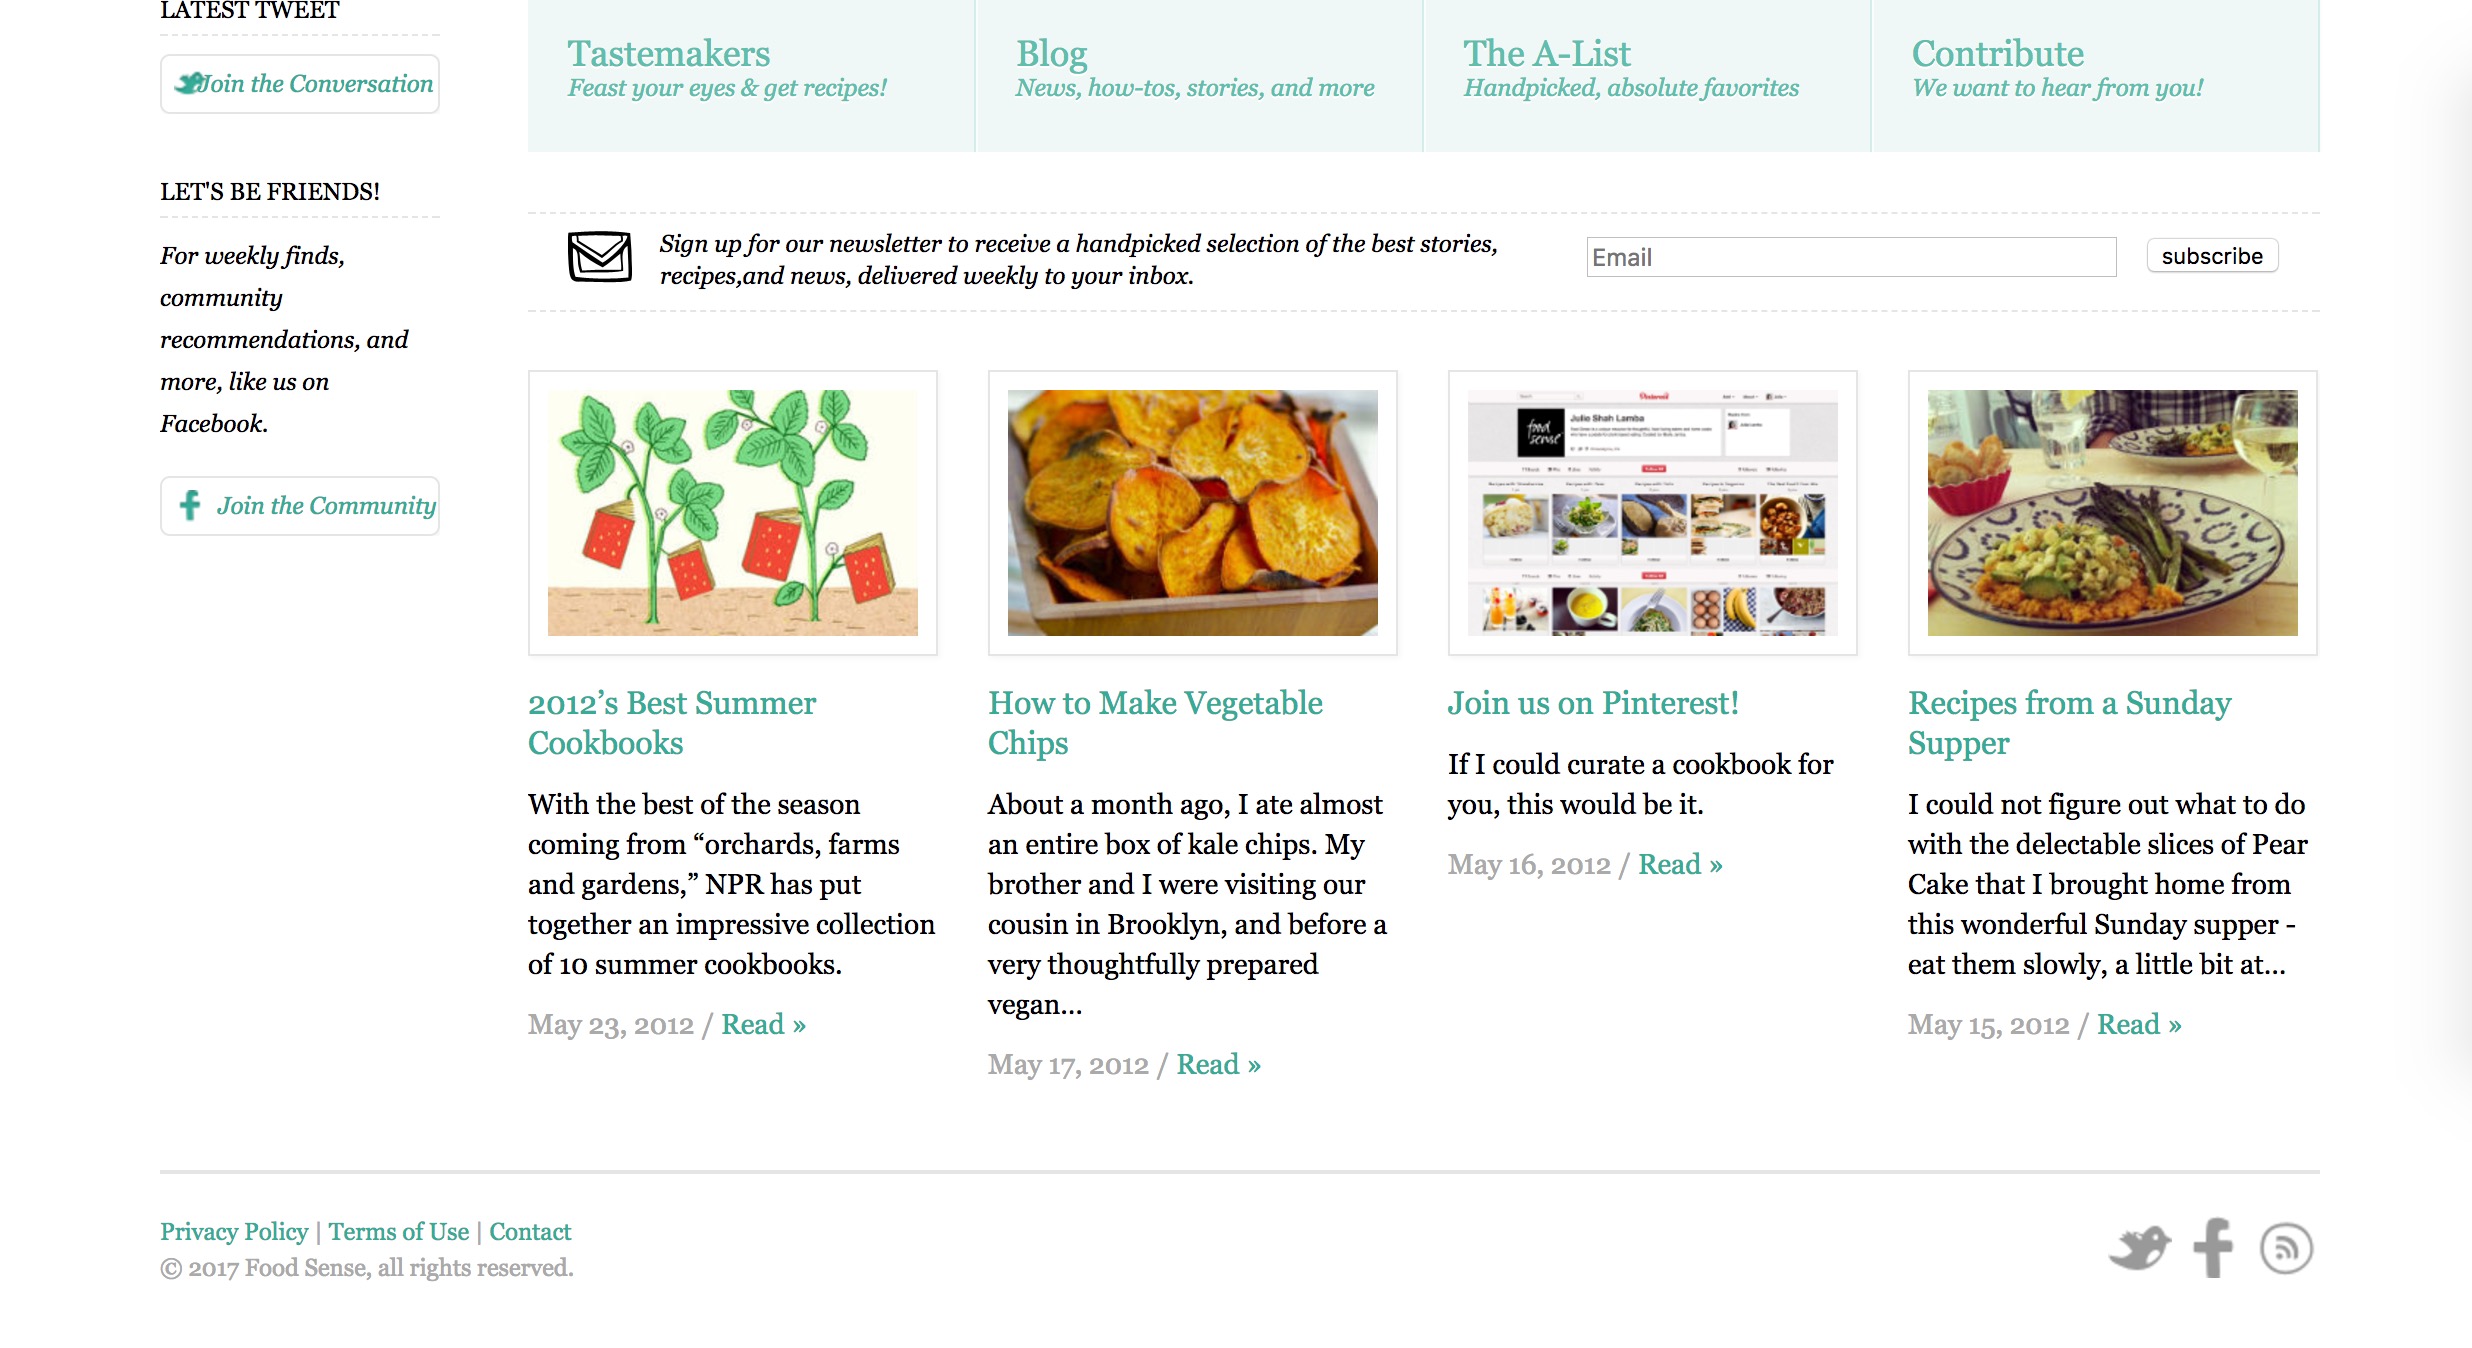 LATEST TWEET
Join the Conversation
LET'S BE FRIENDS!
For weekly finds,
community
recommendations, and
more, like us on
Facebook.
Join the Community
Tastemakers
Feast your eyes & get recipes!
Blog
News, how-tos, stories, and more
The A-List
Handpicked, absolute favorites
Contribute
We want to hear from you!
Sign up for our newsletter to receive a handpicked selection of the best stories,
recipes,and news, delivered weekly to your inbox.
Email
subscribe
2012’s Best Summer
Cookbooks
With the best of the season
coming from “orchards, farms
and gardens,” NPR has put
together an impressive collection
of 10 summer cookbooks.
May 23, 2012 / Read »
How to Make Vegetable
Chips
About a month ago, I ate almost
an entire box of kale chips. My
brother and I were visiting our
cousin in Brooklyn, and before a
very thoughtfully prepared
vegan...
May 17, 2012 / Read »
Pinterest
Julie Shah Lamba
food
sense
Join us on Pinterest!
If I could curate a cookbook for
you, this would be it.
May 16, 2012 / Read »
Recipes from a Sunday
Supper
I could not figure out what to do
with the delectable slices of Pear
Cake that I brought home from
this wonderful Sunday supper -
eat them slowly, a little bit at...
May 15, 2012 / Read »
Privacy Policy | Terms of Use | Contact
© 2017 Food Sense, all rights reserved.